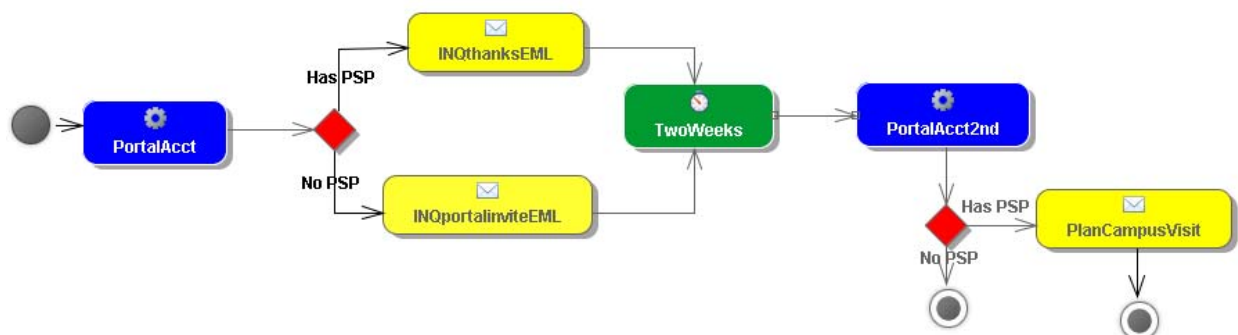 INQthanksEML
Has PSP
PortalAcct
TwoWeeks
PortalAcct2nd
No PSP
INQportalinviteEML
Has PSP
PlanCampusVisit
No PSP